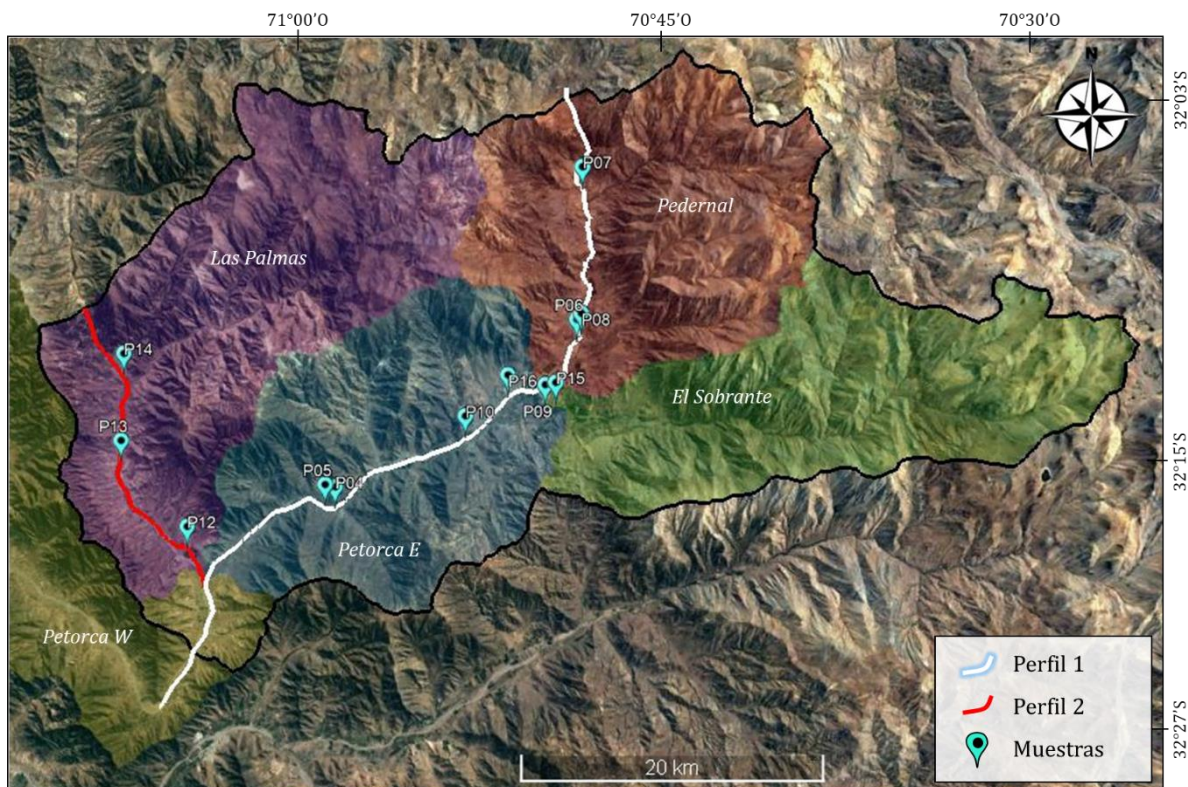 71°00'O
70°45'O
70°30'O
N
32°03'S
P07
Pedernal
Las Palmas
P06
P08
P14
P16
P15
P09
El Sobrante
P10
P13
32°15'S
P05
P04
P12
Petorca E
Petorca W
Perfil 1
Perfil 2
Muestras
32°27'S
20 km